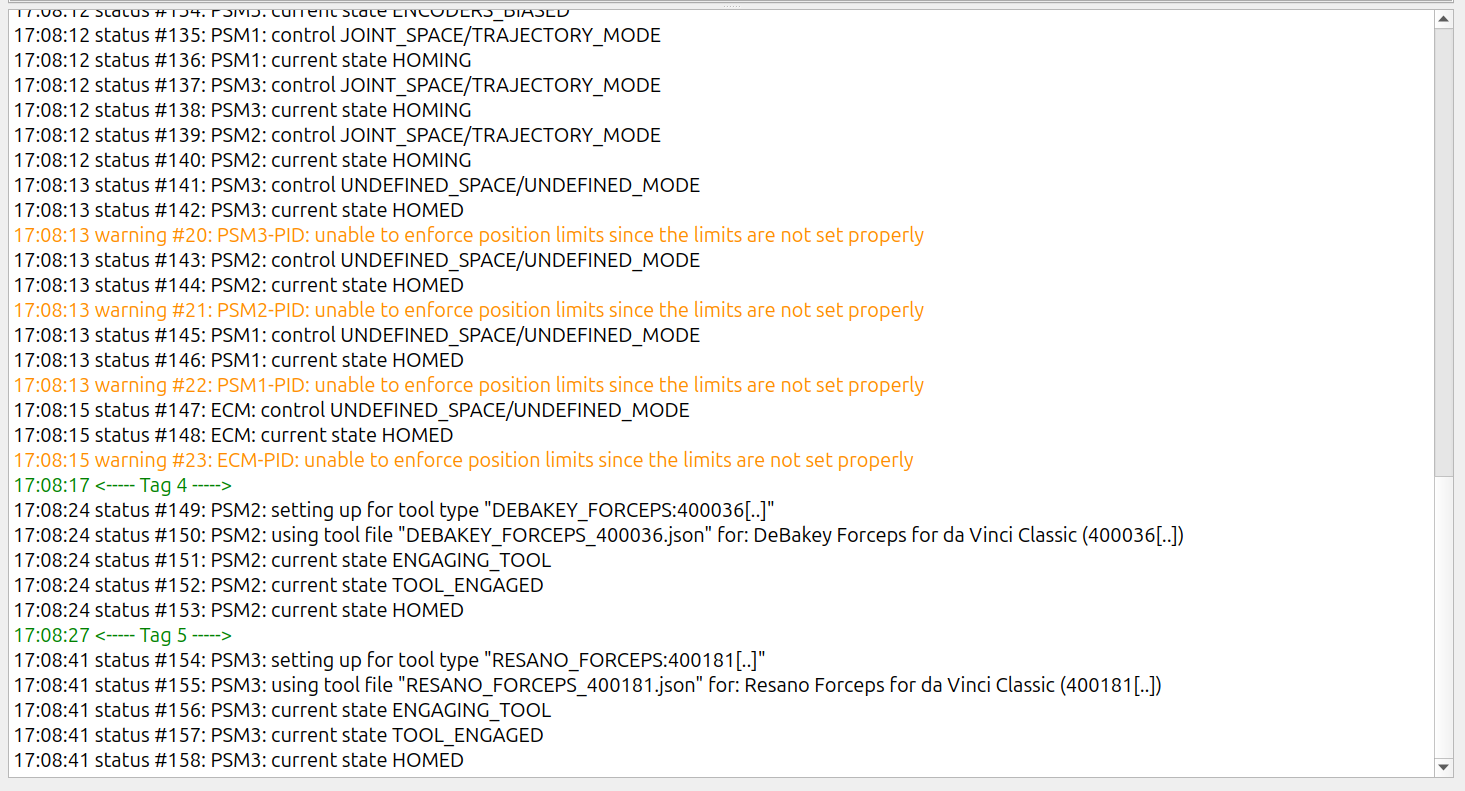 17:08:12 status #134: PSM3: current state ENCODERS_BIASED
17:08:12 status #135: PSM1: control JOINT_SPACE/TRAJECTORY_MODE
17:08:12 status #136: PSM1: current state HOMING
17:08:12 status #137: PSM3: control JOINT_SPACE/TRAJECTORY_MODE
17:08:12 status #138: PSM3: current state HOMING
17:08:12 status #139: PSM2: control JOINT_SPACE/TRAJECTORY_MODE
17:08:12 status #140: PSM2: current state HOMING
17:08:13 status #141: PSM3: control UNDEFINED_SPACE/UNDEFINED_MODE
17:08:13 status #142: PSM3: current state HOMED
17:08:13 warning #20: PSM3-PID: unable to enforce position limits since the limits are not set properly
17:08:13 status #143: PSM2: control UNDEFINED_SPACE/UNDEFINED_MODE
17:08:13 status #144: PSM2: current state HOMED
17:08:13 warning #21: PSM2-PID: unable to enforce position limits since the limits are not set properly
17:08:13 status #145: PSM1: control UNDEFINED_SPACE/UNDEFINED_MODE
17:08:13 status #146: PSM1: current state HOMED
17:08:13 warning #22: PSM1-PID: unable to enforce position limits since the limits are not set properly
17:08:15 status #147: ECM: control UNDEFINED_SPACE/UNDEFINED_MODE
17:08:15 status #148: ECM: current state HOMED
17:08:15 warning #23: ECM-PID: unable to enforce position limits since the limits are not set properly
17:08:17 <----- Tag 4 ----->
17:08:24 status #149: PSM2: setting up for tool type "DEBAKEY_FORCEPS:400036[..]"
17:08:24 status #150: PSM2: using tool file "DEBAKEY_FORCEPS_400036.json" for: DeBakey Forceps for da Vinci Classic (400036[..])
17:08:24 status #151: PSM2: current state ENGAGING_TOOL
17:08:24 status #152: PSM2: current state TOOL_ENGAGED
17:08:24 status #153: PSM2: current state HOMED
17:08:27 <----- Tag 5 ----->
17:08:41 status #154: PSM3: setting up for tool type "RESANO_FORCEPS:400181[..]"
17:08:41 status #155: PSM3: using tool file "RESANO_FORCEPS_400181.json" for: Resano Forceps for da Vinci Classic (400181[..])
17:08:41 status #156: PSM3: current state ENGAGING_TOOL
17:08:41 status #157: PSM3: current state TOOL_ENGAGED
17:08:41 status #158: PSM3: current state HOMED